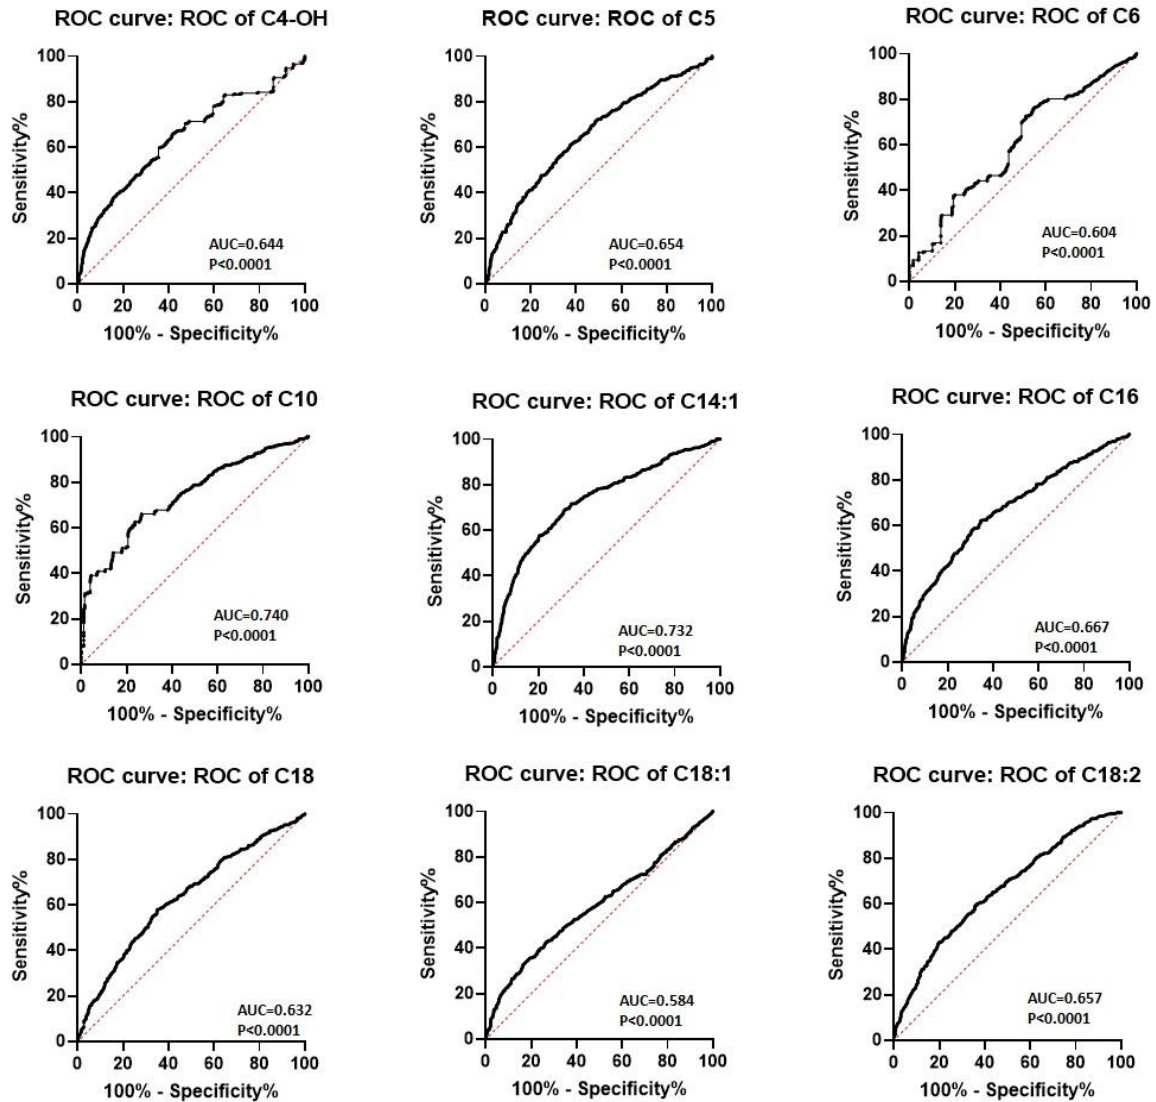 ROC curve: ROC of C4-OH
100
80
60
40
20
0
Sensitivity%
AUC=0.644
P<0.0001
0 20 40 60 80 100
100% - Specificity%
ROC curve: ROC of C5
100
80
60
40
20
0
Sensitivity%
AUC=0.654
P<0.0001
0 20 40 60 80 100
100% - Specificity%
ROC curve: ROC of C6
100
80
60
40
20
0
Sensitivity%
AUC=0.604
P<0.0001
0 20 40 60 80 100
100% - Specificity%
ROC curve: ROC of C10
100
80
60
40
20
0
Sensitivity%
AUC=0.740
P<0.0001
0 20 40 60 80 100
100% - Specificity%
ROC curve: ROC of C14:1
100
80
60
40
20
0
Sensitivity%
AUC=0.732
P<0.0001
0 20 40 60 80 100
100% - Specificity%
ROC curve: ROC of C16
100
80
60
40
20
0
Sensitivity%
AUC=0.667
P<0.0001
0 20 40 60 80 100
100% - Specificity%
ROC curve: ROC of C18
100
80
60
40
20
0
Sensitivity%
AUC=0.632
P<0.0001
0 20 40 60 80 100
100% - Specificity%
ROC curve: ROC of C18:1
100
80
60
40
20
0
Sensitivity%
AUC=0.584
P<0.0001
0 20 40 60 80 100
100% - Specificity%
ROC curve: ROC of C18:2
100
80
60
40
20
0
Sensitivity%
AUC=0.657
P<0.0001
0 20 40 60 80 100
100% - Specificity%